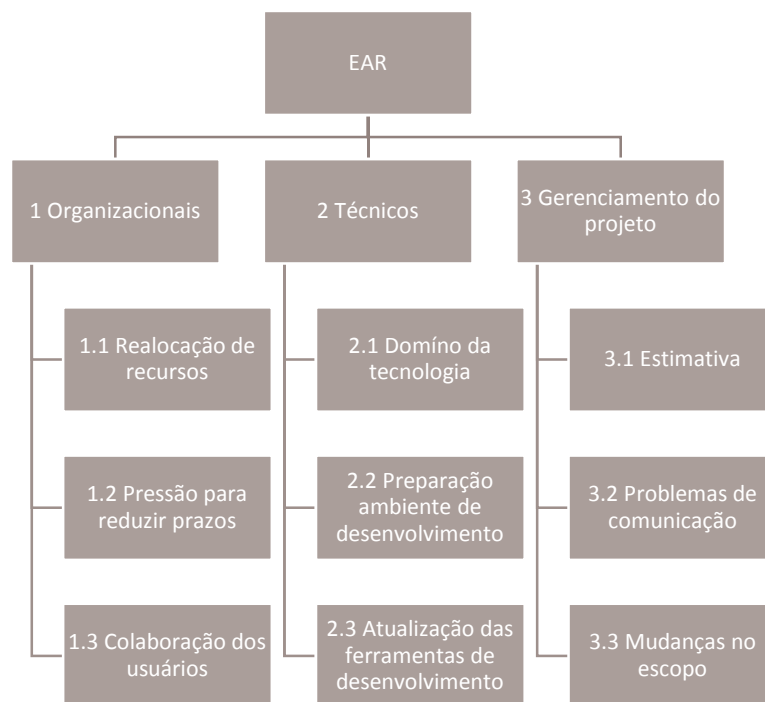 EAR
1 Organizacionais
2 Técnicos
3 Gerenciamento do
projeto
1.1 Realocação de
recursos
2.1 Domíno da
tecnologia
3.1 Estimativa
1.2 Pressão para
reduzir prazos
2.2 Preparação
ambiente de
desenvolvimento
3.2 Problemas de
comunicação
1.3 Colaboração dos
usuários
2.3 Atualização das
ferramentas de
desenvolvimento
3.3 Mudanças no
escopo